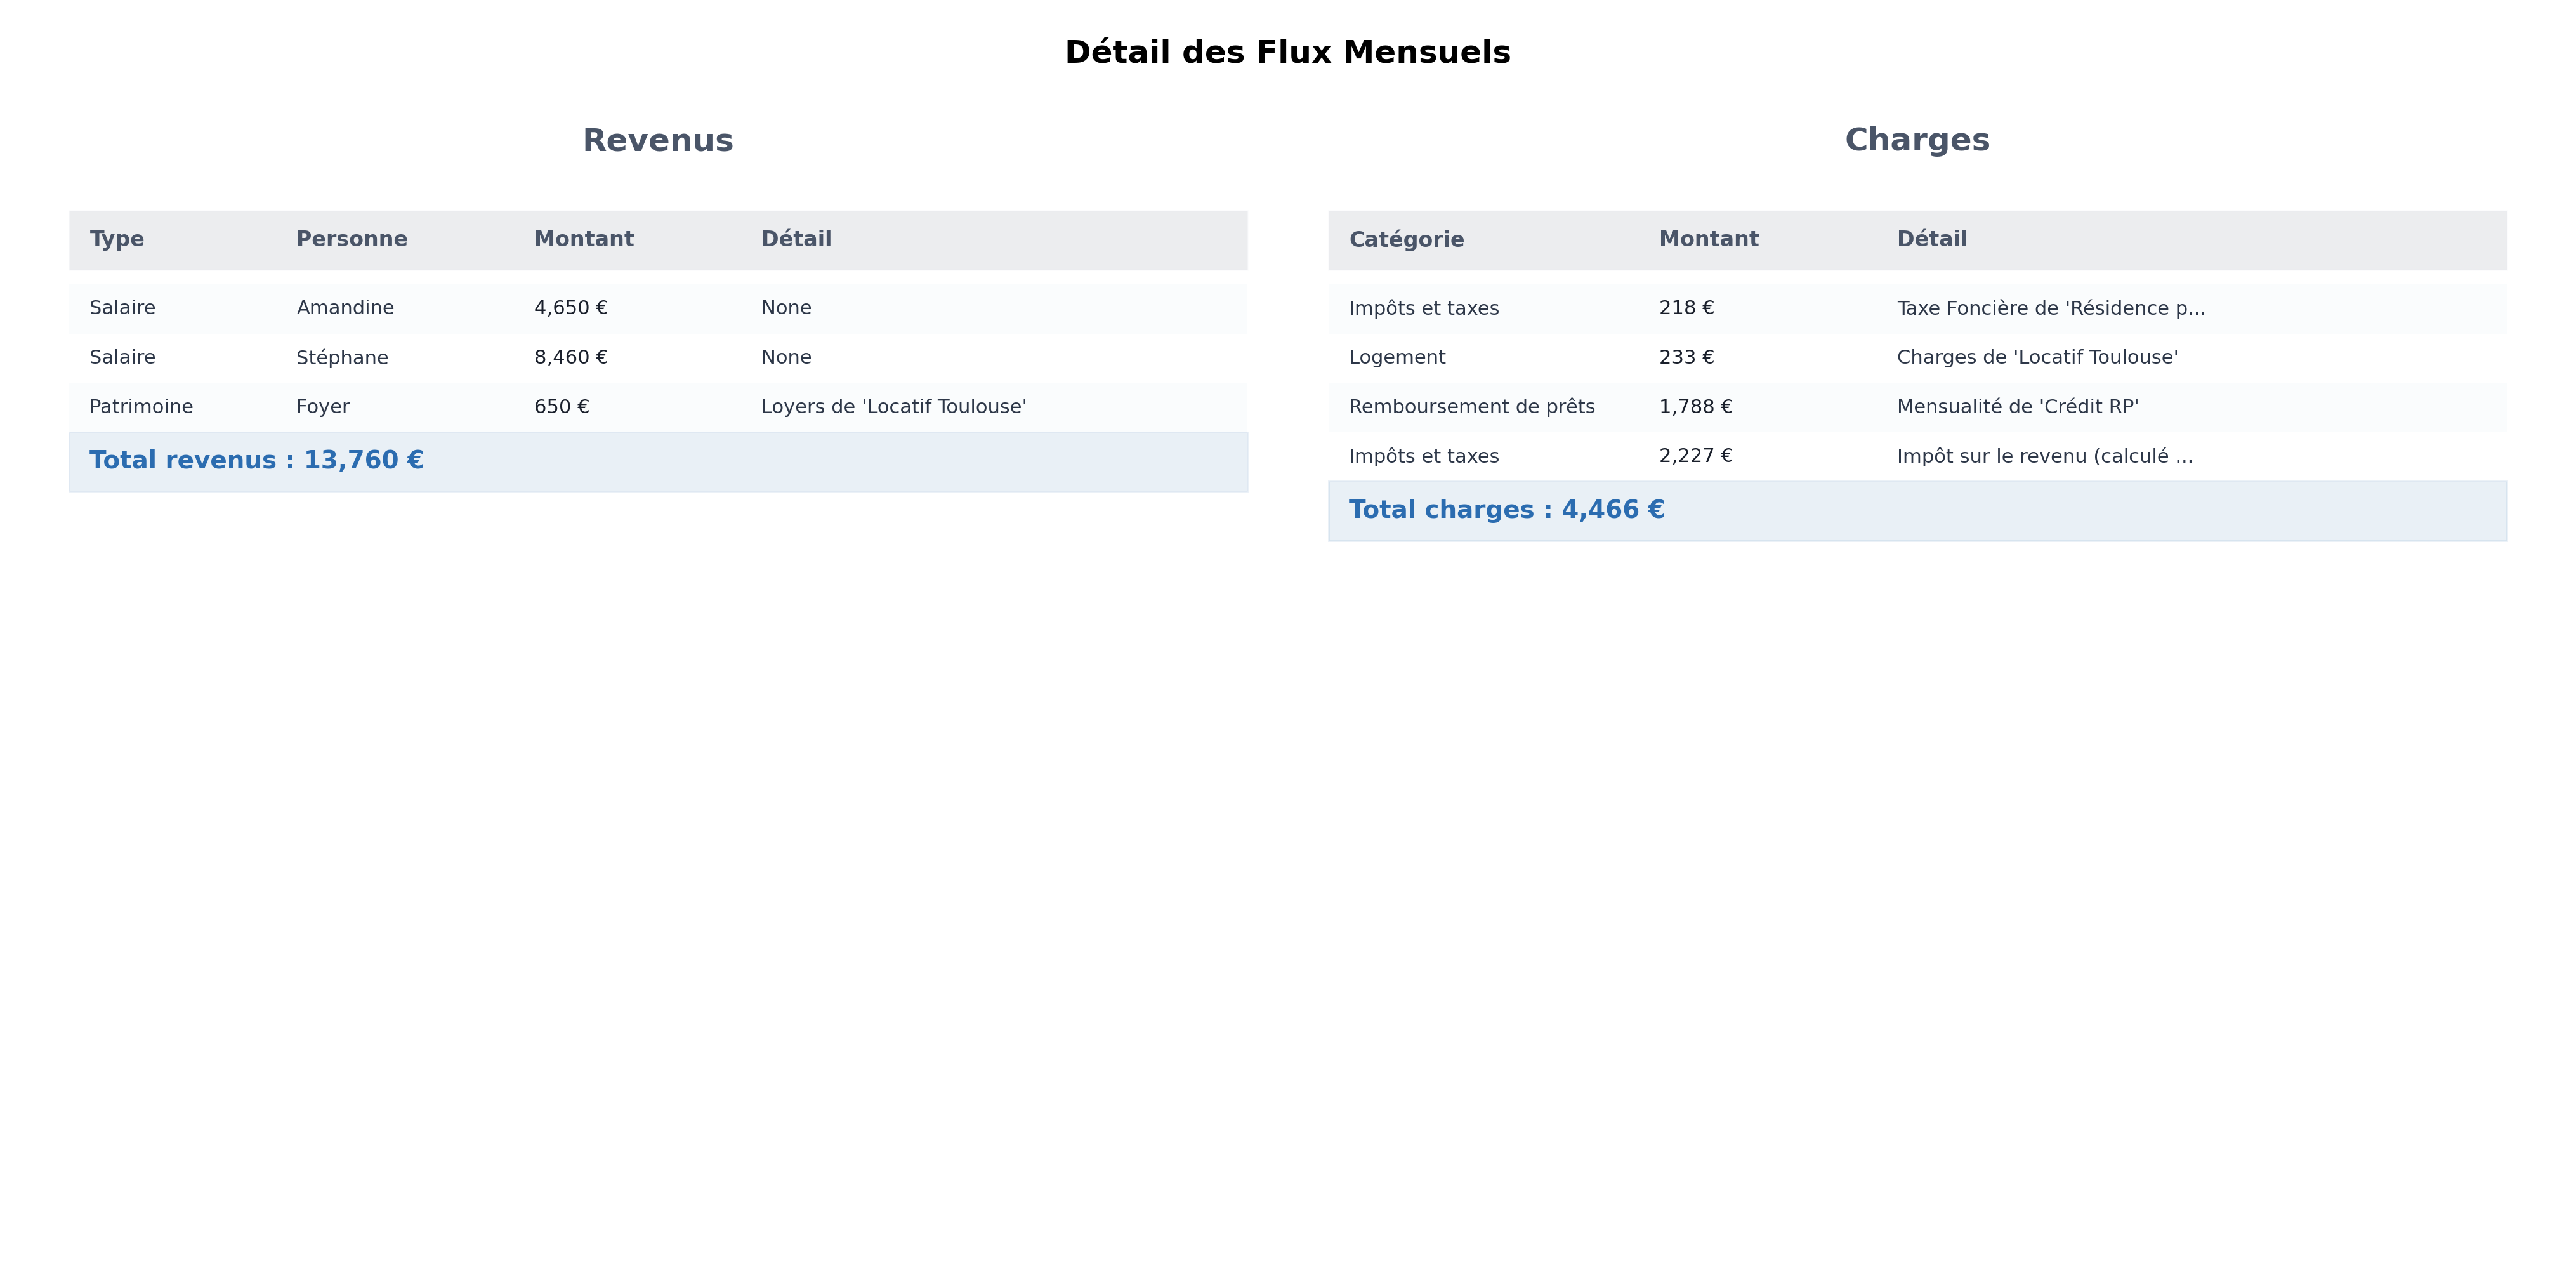 Détail des Flux Mensuels
Revenus
Type Personne Montant Détail
Salaire Amandine 4,650 € None
Salaire Stéphane 8,460 € None
Patrimoine Foyer 650 € Loyers de 'Locatif Toulouse'
Total revenus : 13,760 €
Charges
Catégorie Montant Détail
Impôts et taxes 218 € Taxe Foncière de 'Résidence p...
Logement 233 € Charges de 'Locatif Toulouse'
Remboursement de prêts 1,788 € Mensualité de 'Crédit RP'
Impôts et taxes 2,227 € Impôt sur le revenu (calculé ...
Total charges : 4,466 €